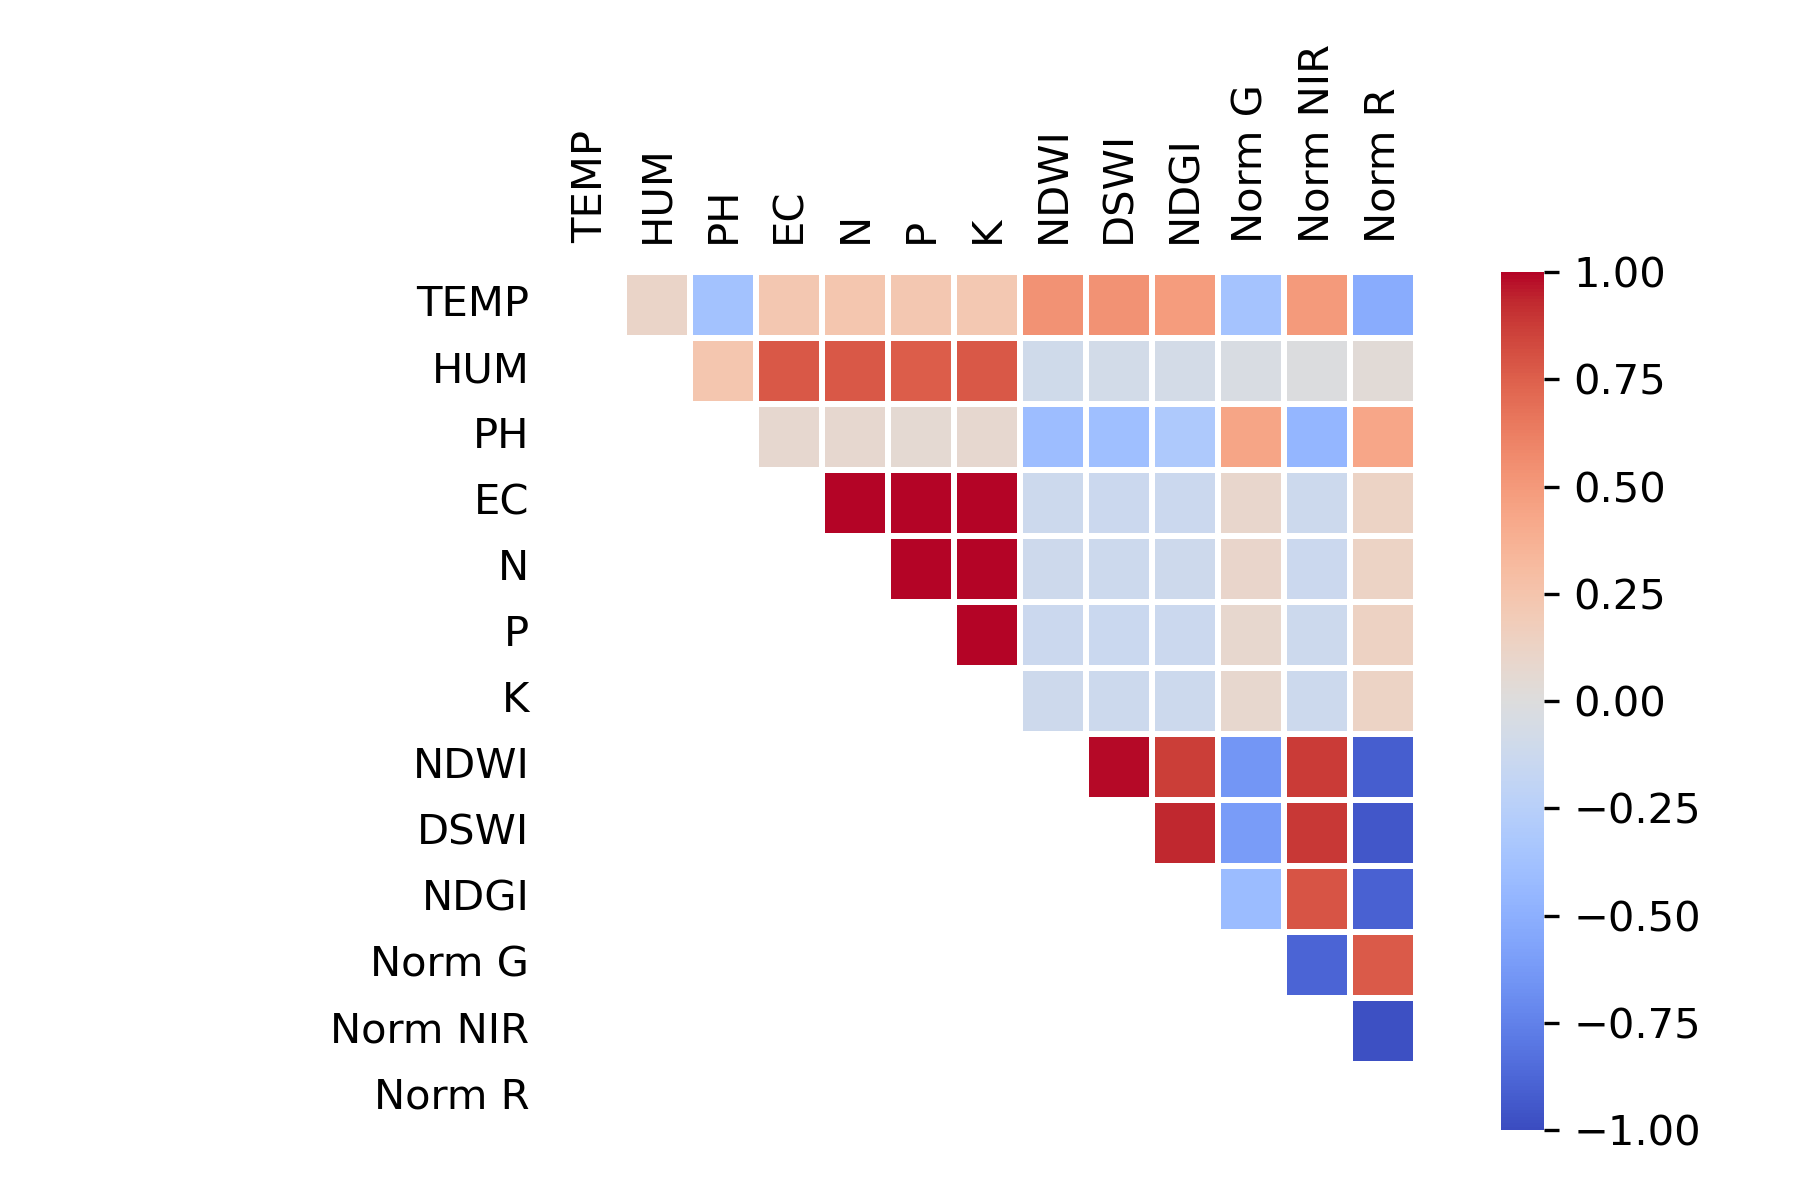 TEMP
HUM
PH
EC
N
P
K
NDWI
DSWI
NDGI
Norm G
Norm NIR
Norm R
TEMP
HUM
PH
EC
N
P
K
NDWI
DSWI
NDGI
Norm G
Norm NIR
Norm R
1.00
0.75
0.50
0.25
0.00
−0.25
−0.50
−0.75
−1.00